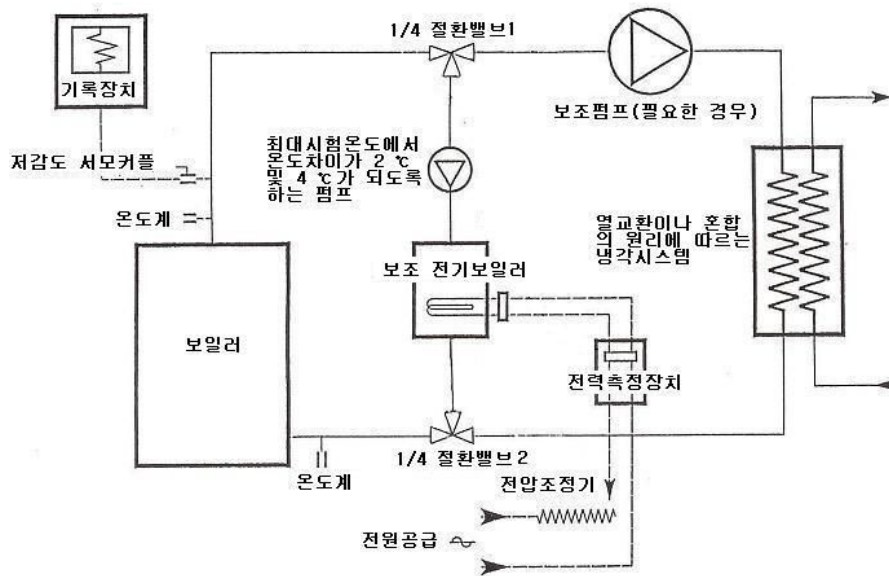 1/4 절환밸브1
기록장치
보조펌프(필요한 경우)
최대시험온도에서
온도차이가 2 ℃
및 4 ℃가 되도록
하는 펌프
저감도 서모커플
온도계
열교환이나 혼합
의 원리에 따르는
냉각시스템
보조 전기보일러
보일러
전력측정장치
1/4 절환밸브2
온도계
전압조정기
전원공급